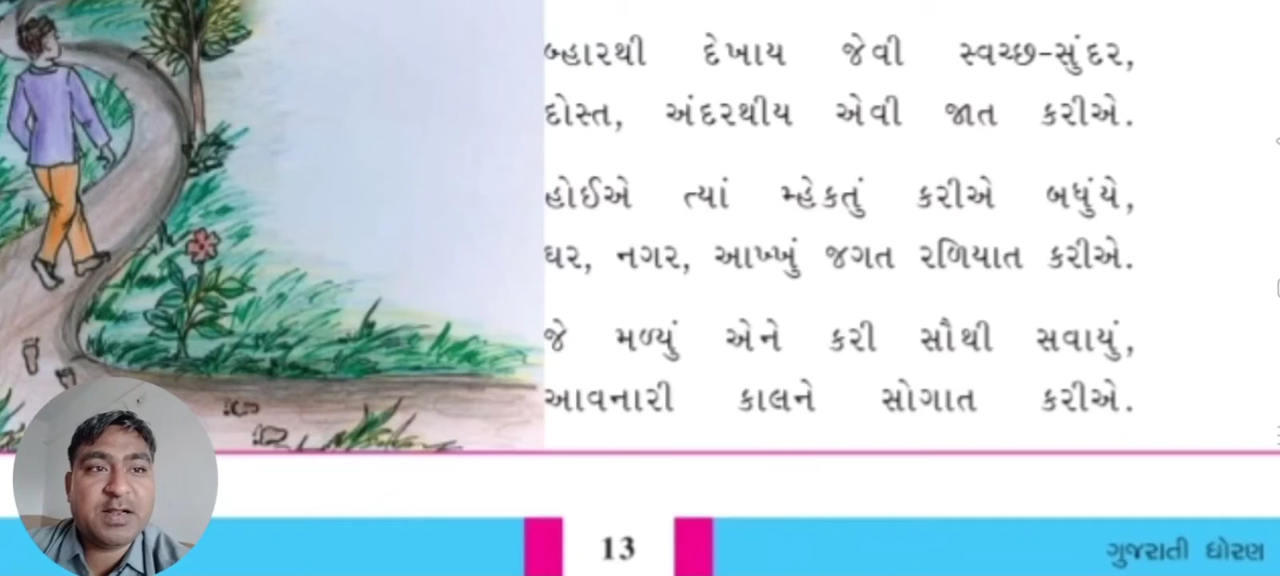 બ્હારથી દેખાય જેવી સ્વચ્છ-સુંદર,
દોસ્ત, અંદરથીય એવી જાત કરીએ.
હોઈએ ત્યાં મ્હેકતું કરીએ બધુંયે,
ઘર, નગર, આખ્ખું જગત રળિયાત કરીએ.
જે મળ્યું એને કરી સૌથી સવાયું,
આવનારી કાલને સોગાત કરીએ.
13
ગુજરાતી ધોરણ